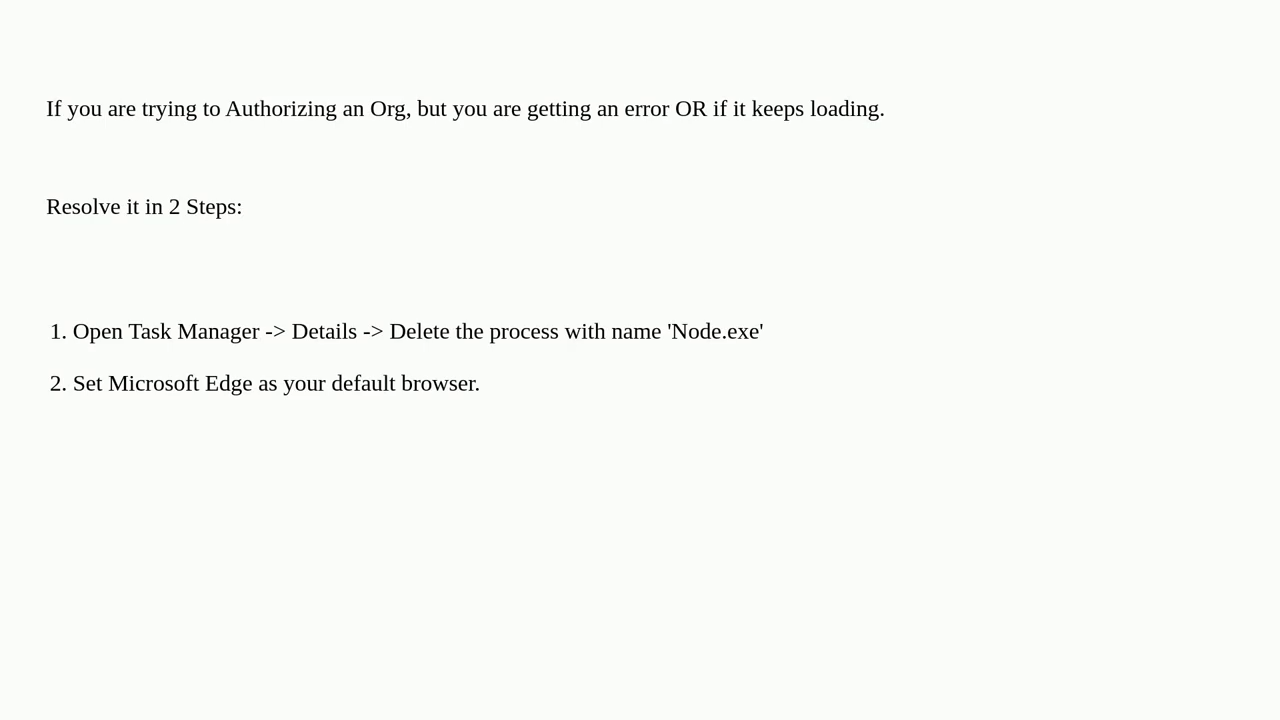 If you are trying to Authorizing an Org, but you are getting an error OR if it keeps loading.
Resolve it in 2 Steps:
1. Open Task Manager -> Details -> Delete the process with name 'Node.exe'
2. Set Microsoft Edge as your default browser.